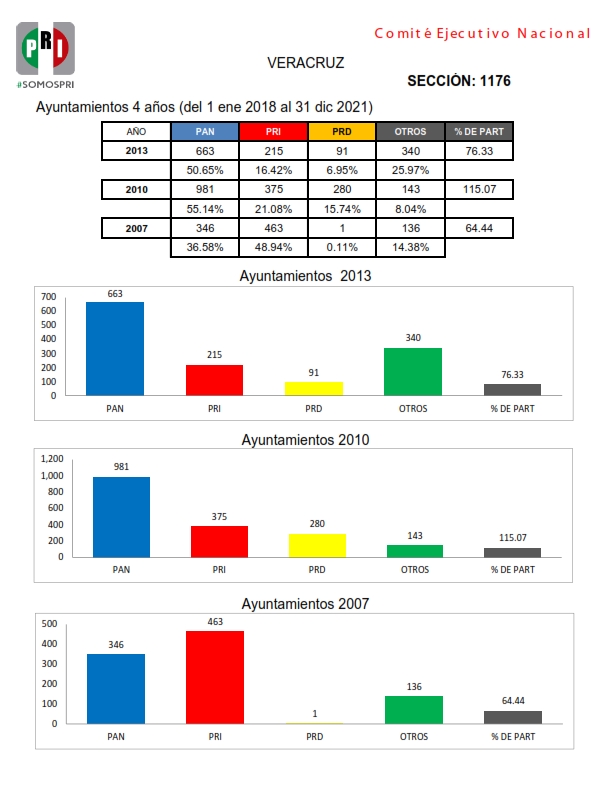 Comité Ejecutivo Nacional
PRI
#SOMOSPRI
VERACRUZ
SECCIÓN: 1176
Ayuntamientos 4 años (del 1 ene 2018 al 31 dic 2021)
AÑO PAN PRI PRD OTROS % DE PART
2013 663 215 91 340 76.33
50.65% 16.42% 6.95% 25.97%
2010 981 375 280 143 115.07
55.14% 21.08% 15.74% 8.04%
2007 346 463 1 136 64.44
36.58% 48.94% 0.11% 14.38%
Ayuntamientos 2013
700
600
500
400
300
200
100
0
663
215
91
340
76.33
PAN PRI PRD OTROS % DE PART
Ayuntamientos 2010
1,200
1,000
800
600
400
200
0
981
375
280
143
115.07
PAN PRI PRD OTROS % DE PART
Ayuntamientos 2007
500
400
300
200
100
0
346
463
1
136
64.44
PAN PRI PRD OTROS % DE PART